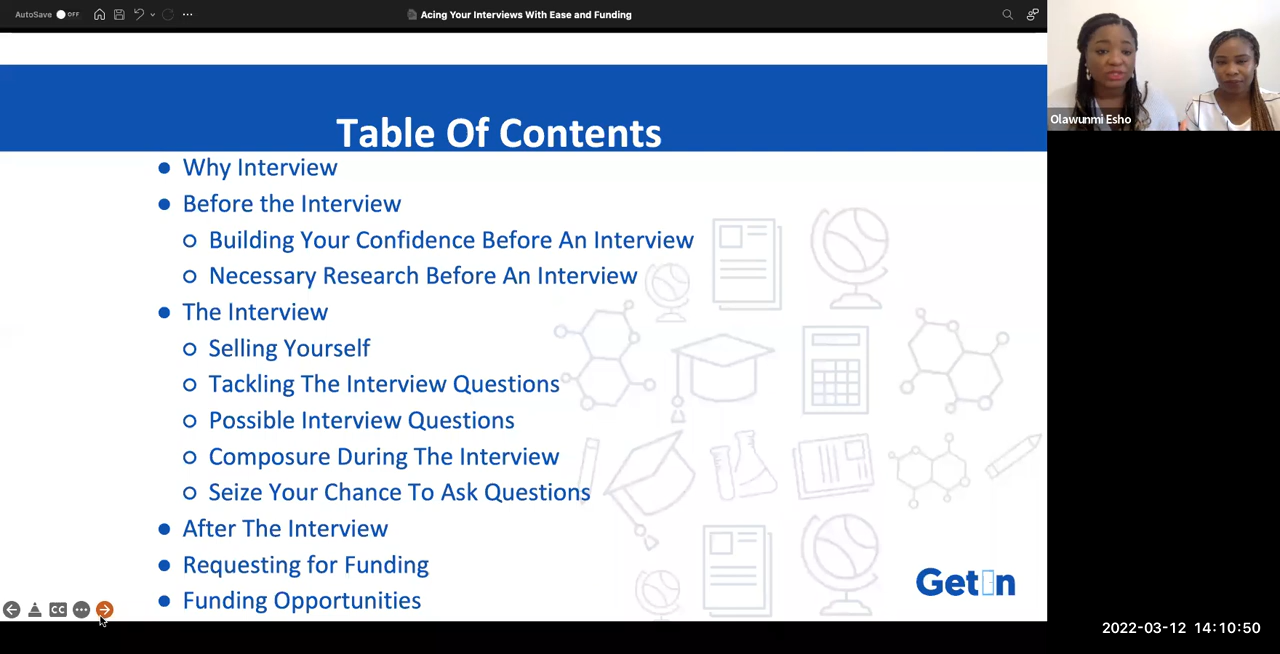 AutoSave OFF
Acing Your Interviews With Ease and Funding
Olawunmi Esho
Table Of Contents
Why Interview
Before the Interview
Building Your Confidence Before An Interview
Necessary Research Before An Interview
The Interview
Selling Yourself
Tackling The Interview Questions
Possible Interview Questions
Composure During The Interview
Seize Your Chance To Ask Questions
After The Interview
Requesting for Funding
Funding Opportunities
GetIn
CC
2022-03-12 14:10:50